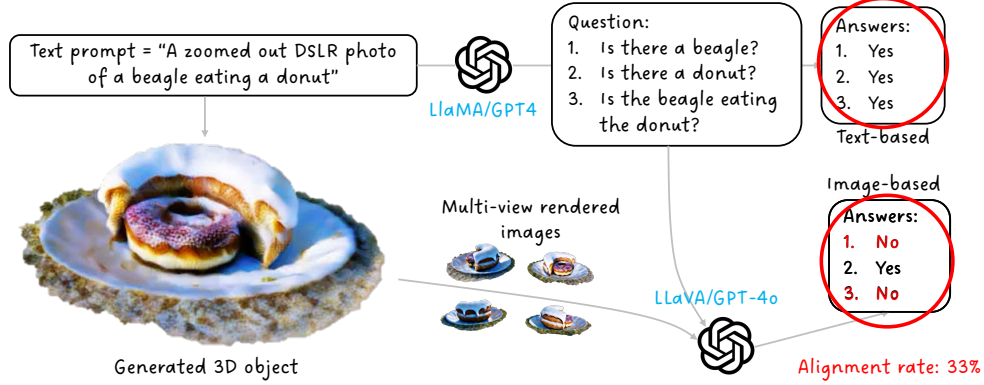 Text prompt = “A zoomed out DSLR photo
of a beagle eating a donut”
LlaMA/GPT4
Question:
1. Is there a beagle?
2. Is there a donut?
3. Is the beagle eating
the donut?
Answers:
1. Yes
2. Yes
3. Yes
Text-based
Generated 3D object
Multi-view rendered
images
LLaVA/GPT-4o
Image-based
Answers:
1. No
2. Yes
3. No
Alignment rate: 33%